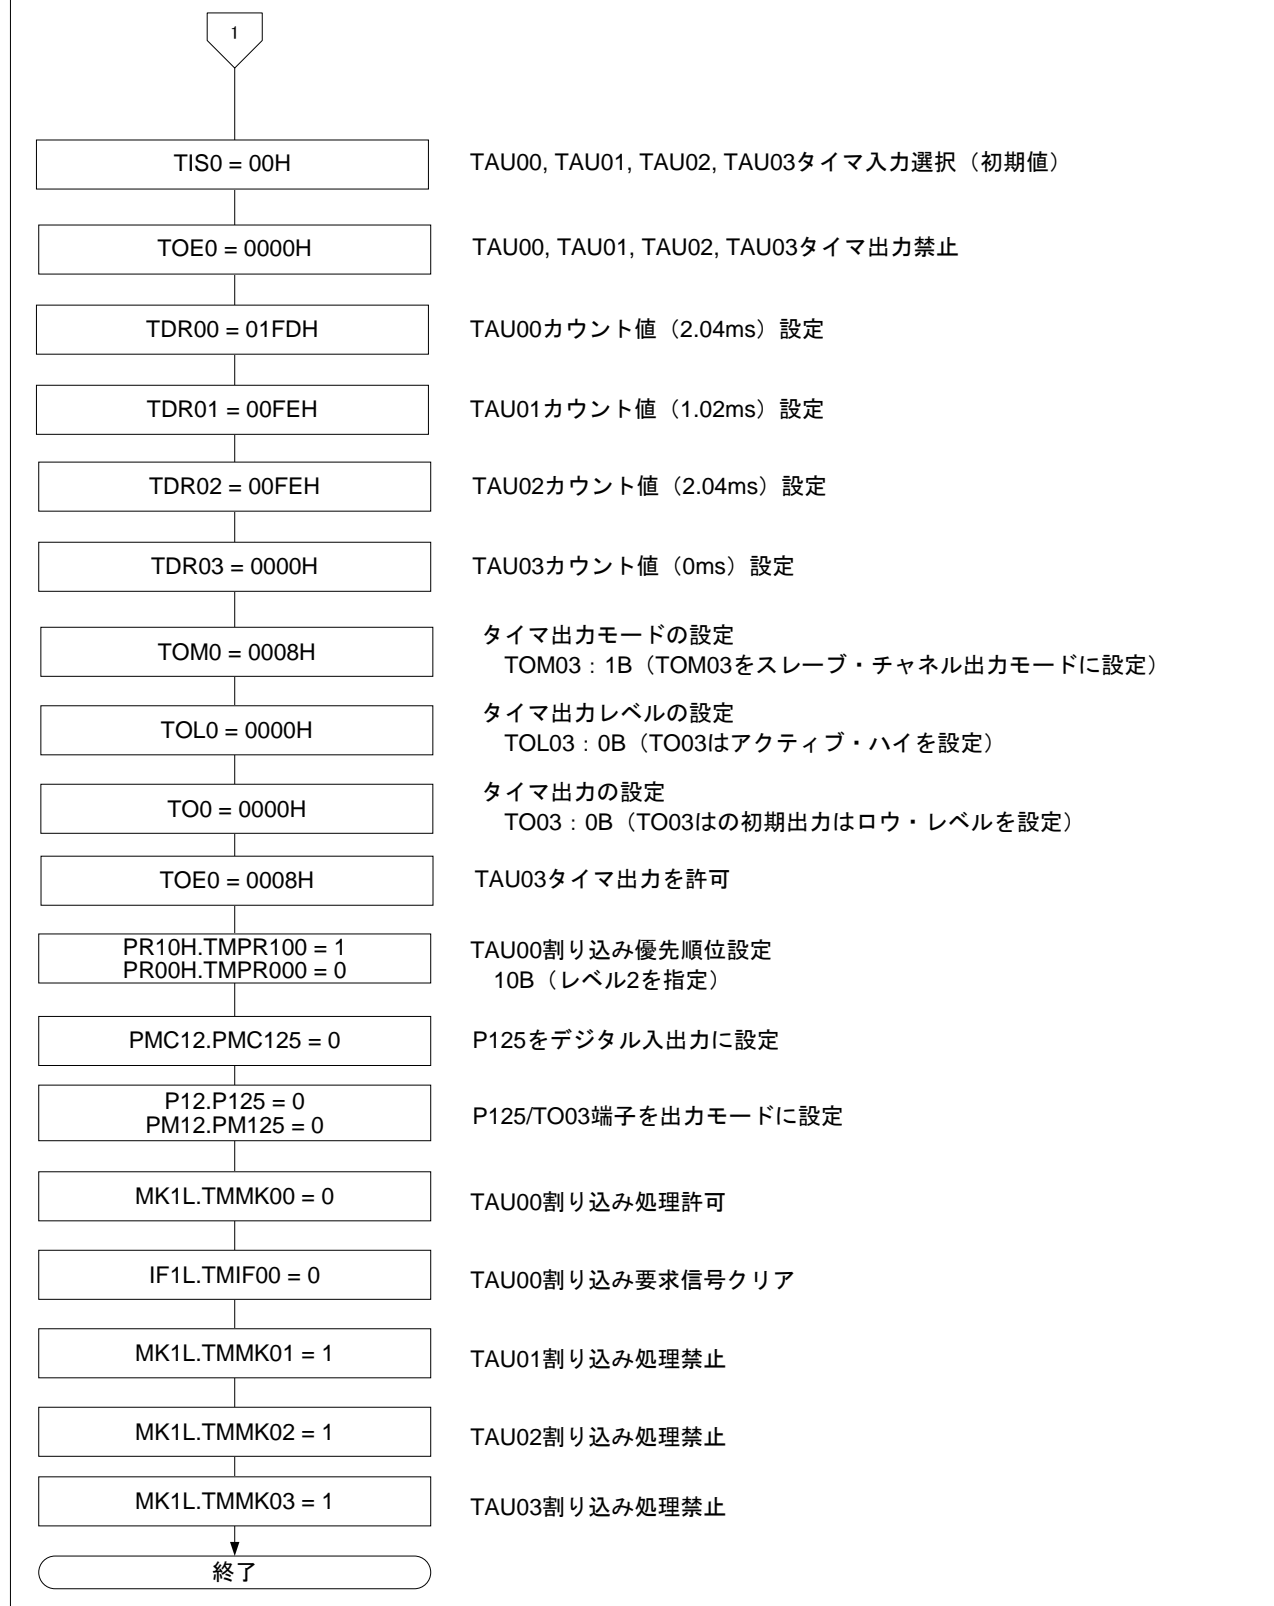 1
TIS0 = 00H
TAU00, TAU01, TAU02, TAU03タイマ入力選択（初期値）
TOE0 = 0000H
TAU00, TAU01, TAU02, TAU03タイマ出力禁止
TDR00 = 01FDH
TAU00カウント値（2.04ms）設定
TDR01 = 00FEH
TAU01カウント値（1.02ms）設定
TDR02 = 00FEH
TAU02カウント値（2.04ms）設定
TDR03 = 0000H
TAU03カウント値（0ms）設定
TOM0 = 0008H
タイマ出力モードの設定
TOM03：1B（TOM03をスレーブ・チャネル出力モードに設定）
TOL0 = 0000H
タイマ出力レベルの設定
TOL03：0B（TO03はアクティブ・ハイを設定）
TO0 = 0000H
タイマ出力の設定
TO03：0B（TO03はの初期出力はロウ・レベルを設定）
TOE0 = 0008H
TAU03タイマ出力を許可
PR10H.TMPR100 = 1
PR00H.TMPR000 = 0
TAU00割り込み優先順位設定
10B（レベル2を指定）
PMC12.PMC125 = 0
P125をデジタル入出力に設定
P12.P125 = 0
PM12.PM125 = 0
P125/TO03端子を出力モードに設定
MK1L.TMMK00 = 0
TAU00割り込み処理許可
IF1L.TMIF00 = 0
TAU00割り込み要求信号クリア
MK1L.TMMK01 = 1
TAU01割り込み処理禁止
MK1L.TMMK02 = 1
TAU02割り込み処理禁止
MK1L.TMMK03 = 1
TAU03割り込み処理禁止
終了